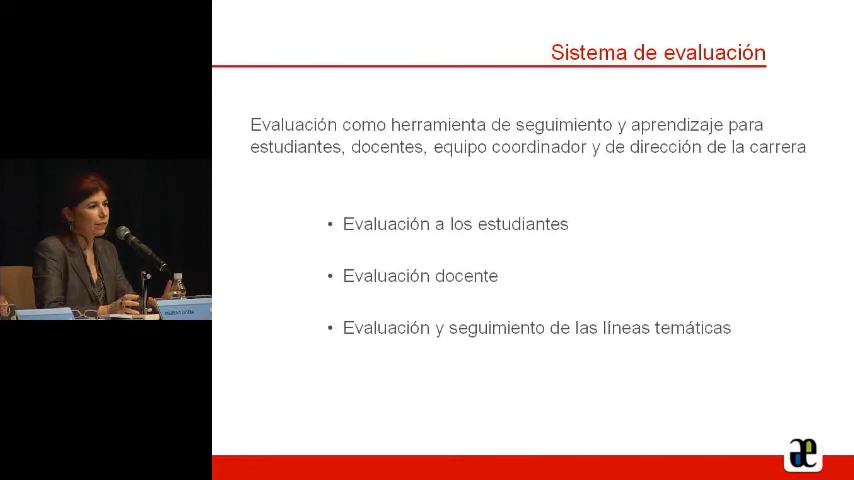 Sistema de evaluación
Evaluación como herramienta de seguimiento y aprendizaje para
estudiantes, docentes, equipo coordinador y de dirección de la carrera
• Evaluación a los estudiantes
• Evaluación docente
• Evaluación y seguimiento de las líneas temáticas